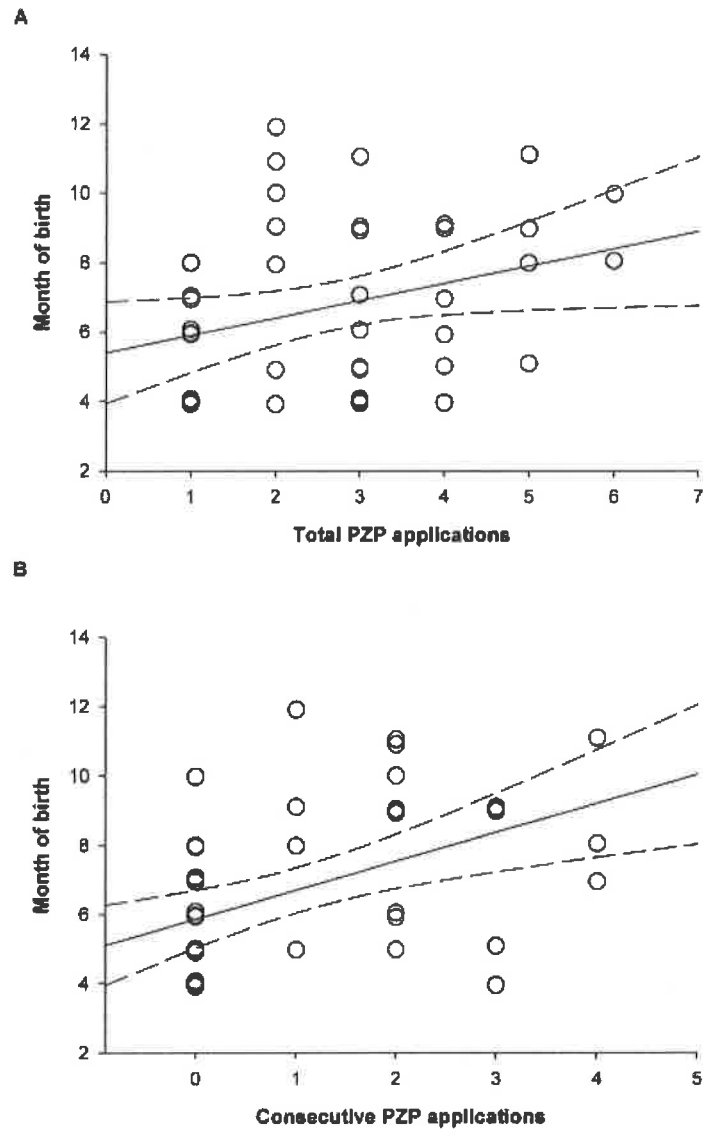 A
14
12
10
8
6
4
2
Month of birth
0 1 2 3 4 5 6 7
Total PZP applications
B
14
12
10
8
6
4
2
Month of birth
0 1 2 3 4 5
Consecutive PZP applications